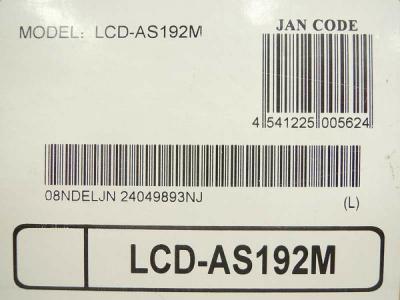 JAN CODE
MODEL: LCD-AS192M
4 541225 005624
08NDELJN 24049893NJ
(L)
LCD-AS192M